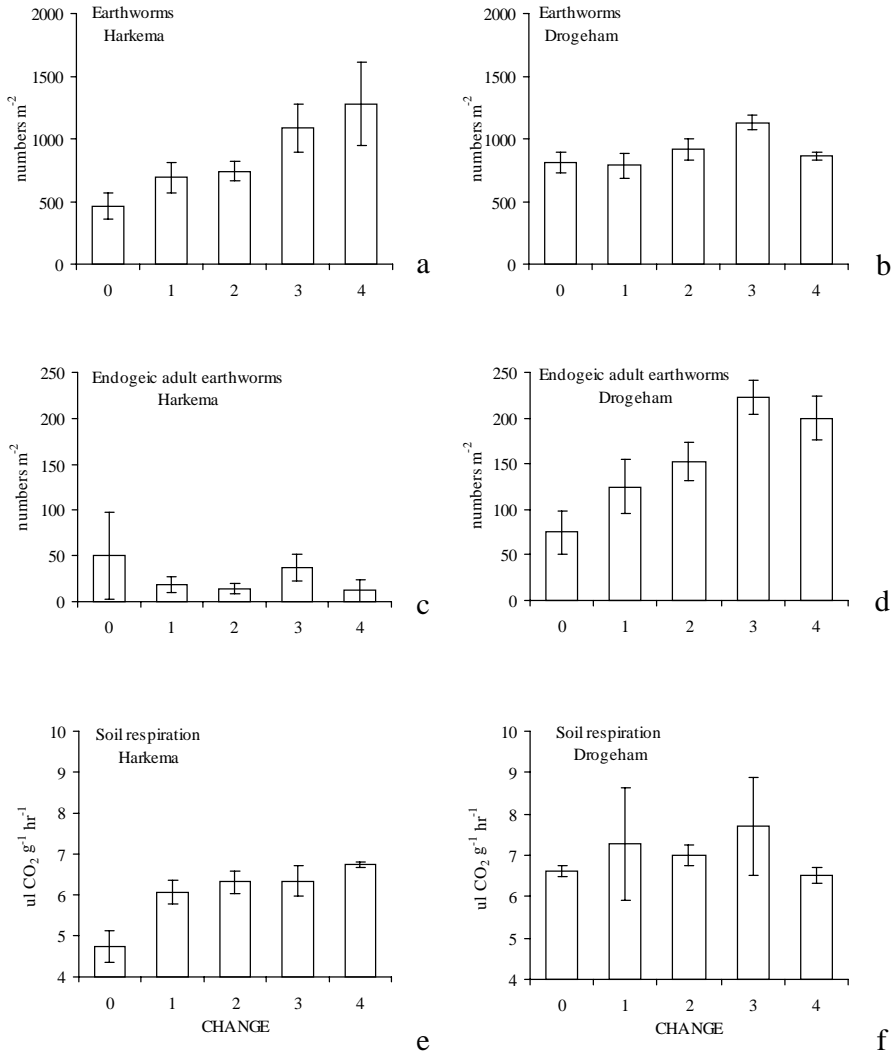 Earthworms
Harkema
2000
1500
1000
500
0
numbers m⁻²
0 1 2 3 4
a
Earthworms
Drogeham
2000
1500
1000
500
0
numbers m⁻²
0 1 2 3 4
b
Endogeic adult earthworms
Harkema
250
200
150
100
50
0
numbers m⁻²
0 1 2 3 4
c
Endogeic adult earthworms
Drogeham
250
200
150
100
50
0
numbers m⁻²
0 1 2 3 4
d
Soil respiration
Harkema
10
9
8
7
6
5
4
ul CO₂ g⁻¹ hr⁻¹
0 1 2 3 4
CHANGE
e
Soil respiration
Drogeham
10
9
8
7
6
5
4
ul CO₂ g⁻¹ hr⁻¹
0 1 2 3 4
CHANGE
f